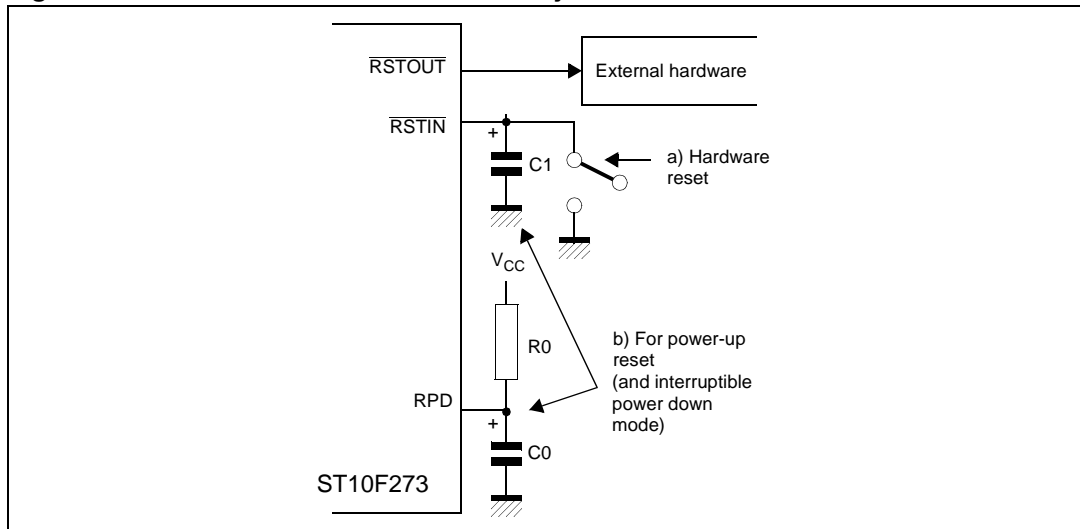 RSTOUT
External hardware
RSTIN
+
C1
a) Hardware
reset
VCC
R0
b) For power-up
reset
(and interruptible
power down
mode)
RPD
+
C0
ST10F273